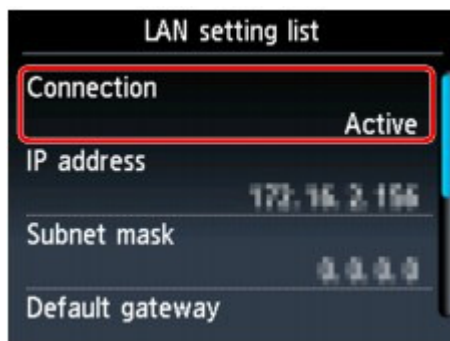 LAN setting list
Connection
Active
IP address
Subnet mask
Default gateway